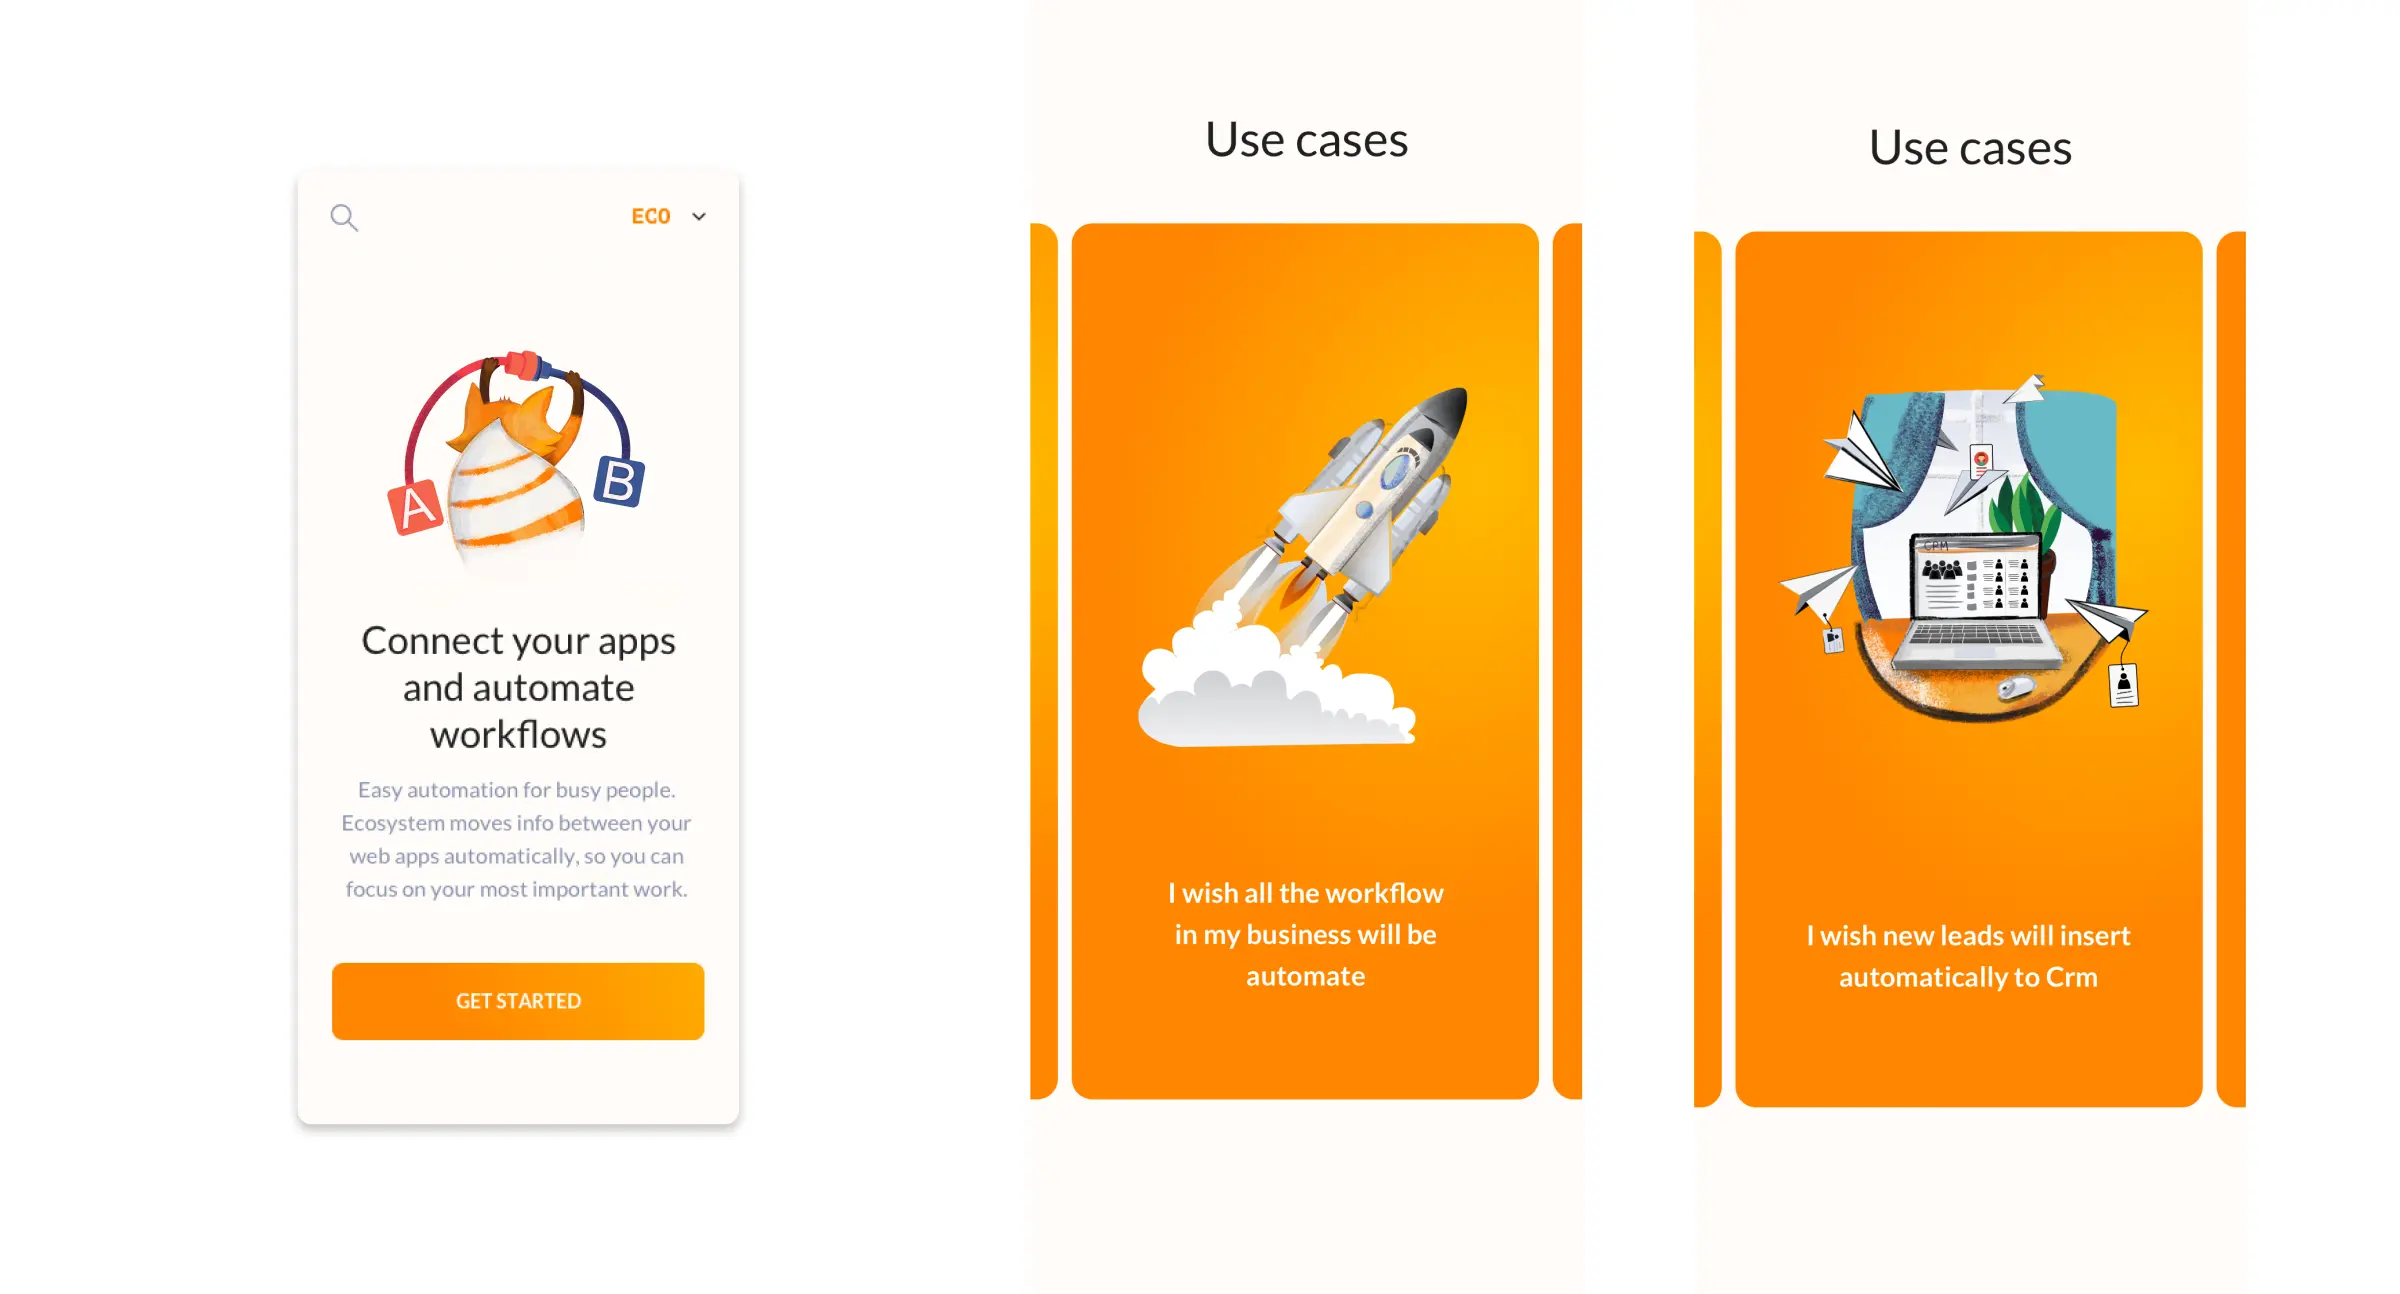 ECO
A
B
Connect your apps
and automate
workflows
Easy automation for busy people.
Ecosystem moves info between your
web apps automatically, so you can
focus on your most important work.
GET STARTED
Use cases
I wish all the workflow
in my business will be
automate
Use cases
CRM
I wish new leads will insert
automatically to Crm